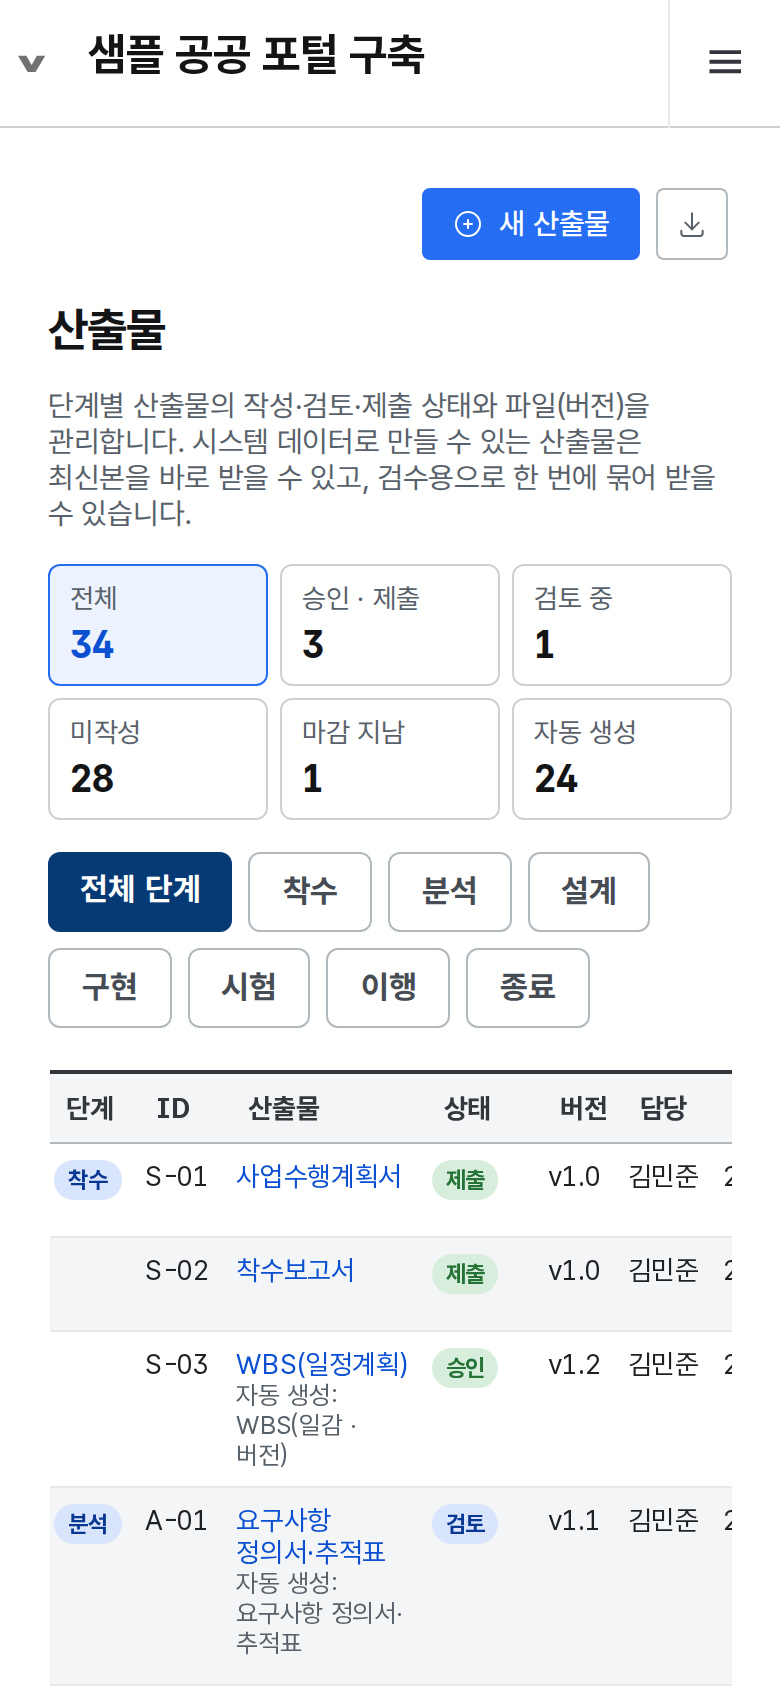 샘플 공공 포털 구축
새 산출물
산출물
단계별 산출물의 작성·검토·제출 상태와 파일(버전)을
관리합니다. 시스템 데이터로 만들 수 있는 산출물은
최신본을 바로 받을 수 있고, 검수용으로 한 번에 묶어 받을
수 있습니다.
전체 승인 · 제출 검토 중
34 3 1
미작성 마감 지남 자동 생성
28 1 24
전체 단계 착수 분석 설계
구현 시험 이행 종료
단계 ID 산출물 상태 버전 담당
착수 S-01 사업수행계획서 제출 v1.0 김민준
S-02 착수보고서 제출 v1.0 김민준
S-03 WBS(일정계획) 승인 v1.2 김민준
자동 생성:
WBS(일감 ·
버전)
분석 A-01 요구사항 검토 v1.1 김민준
정의서·추적표
자동 생성:
요구사항 정의서·
추적표